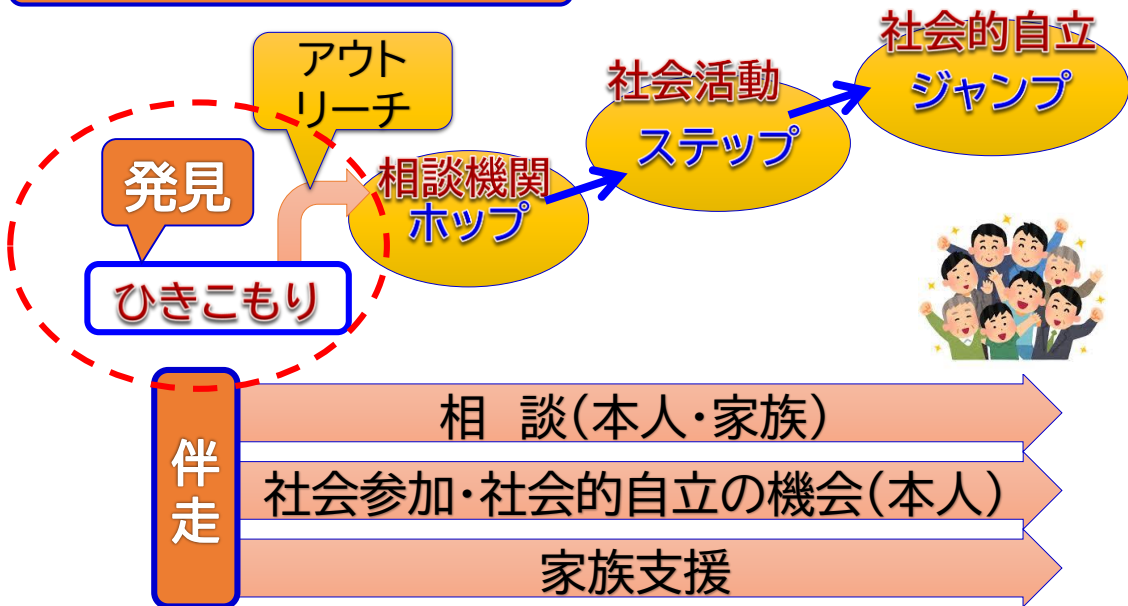 アウト
リーチ
発見
ひきこもり
相談機関
ホップ
社会活動
ステップ
社会的自立
ジャンプ
伴走
相　談(本人・家族)
社会参加・社会的自立の機会(本人)
家族支援